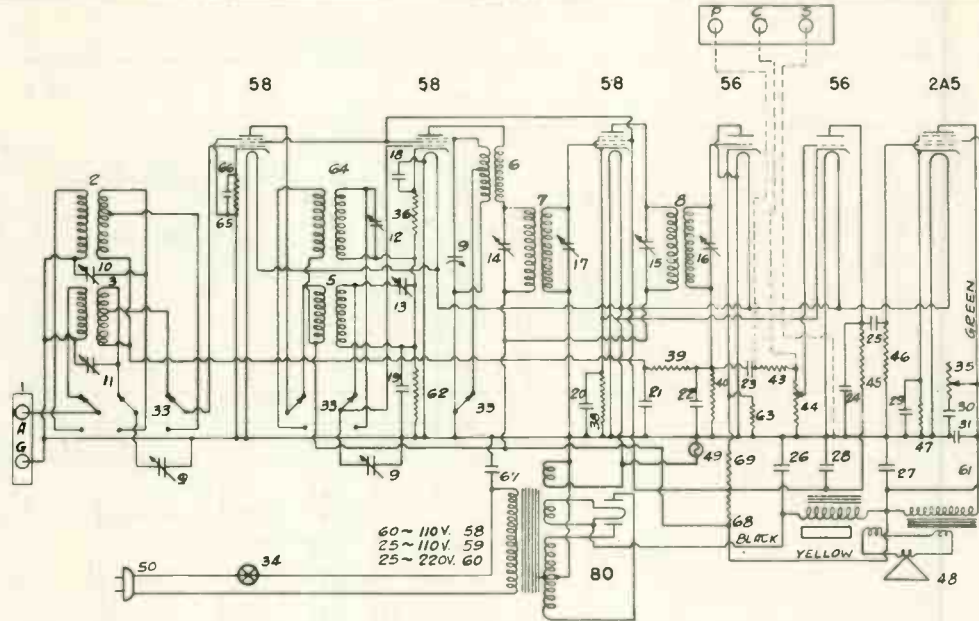 P C S
58 58 58 56 56 2A5
2 64 6 7 8
66 65 18 36 12 9 14 17 15 16
10 3 5 13
11 33 19 62 33 35 20 38 39 21 22 40 23 43 63 44 24 25 45 46 29 47 35 30 31
GREEN
1
A
G
9 9 67 49 69 26 28 27 61
68
BLACK
YELLOW
60~110V. 58
25~110V. 59
25~220V. 60
50 34 80 48